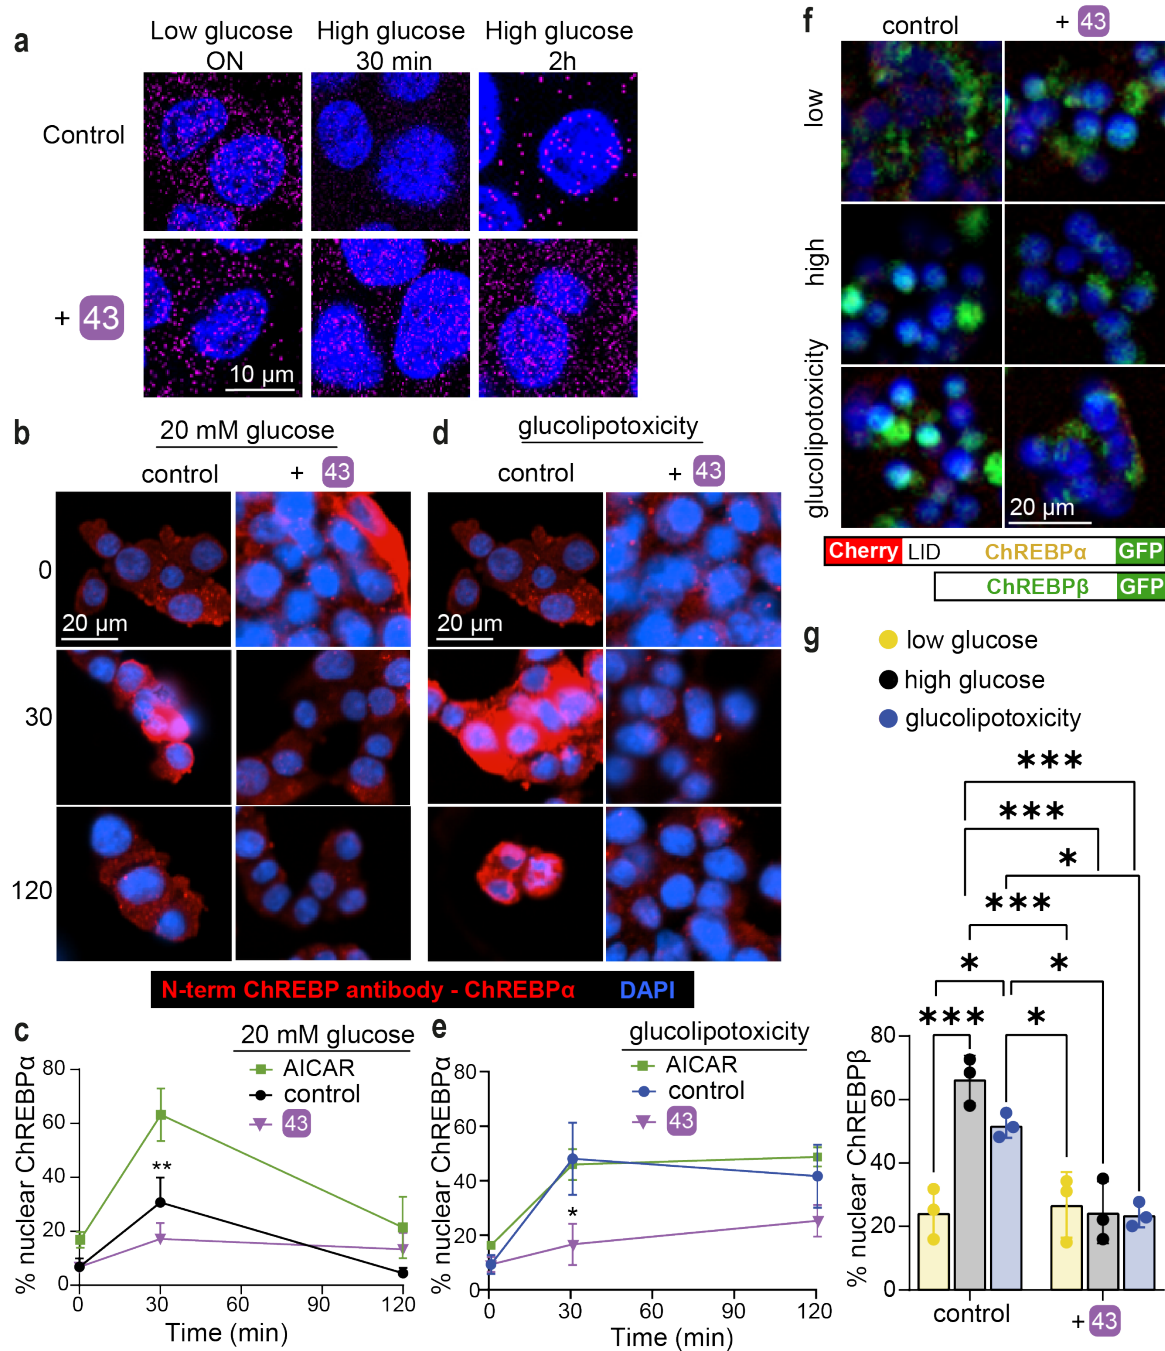 a
Low glucose
ON
High glucose
30 min
High glucose
2h
Control
+ 43
10 µm
b
20 mM glucose
control
+ 43
0
20 µm
30
120
d
glucolipotoxicity
control
+ 43
20 µm
N-term ChREBP antibody - ChREBPα DAPI
c
20 mM glucose
AICAR
control
43
% nuclear ChREBPα
80
60
40
20
0
**
0 30 60 90 120
Time (min)
e
glucolipotoxicity
AICAR
control
43
% nuclear ChREBPα
80
60
40
20
0
*
0 30 60 90 120
Time (min)
f
control
+ 43
low
high
glucolipotoxicity
20 µm
Cherry LID ChREBPα GFP
ChREBPβ GFP
g
low glucose
high glucose
glucolipotoxicity
***
***
*
***
* *
*** *
% nuclear ChREBPβ
80
60
40
20
0
control
+ 43